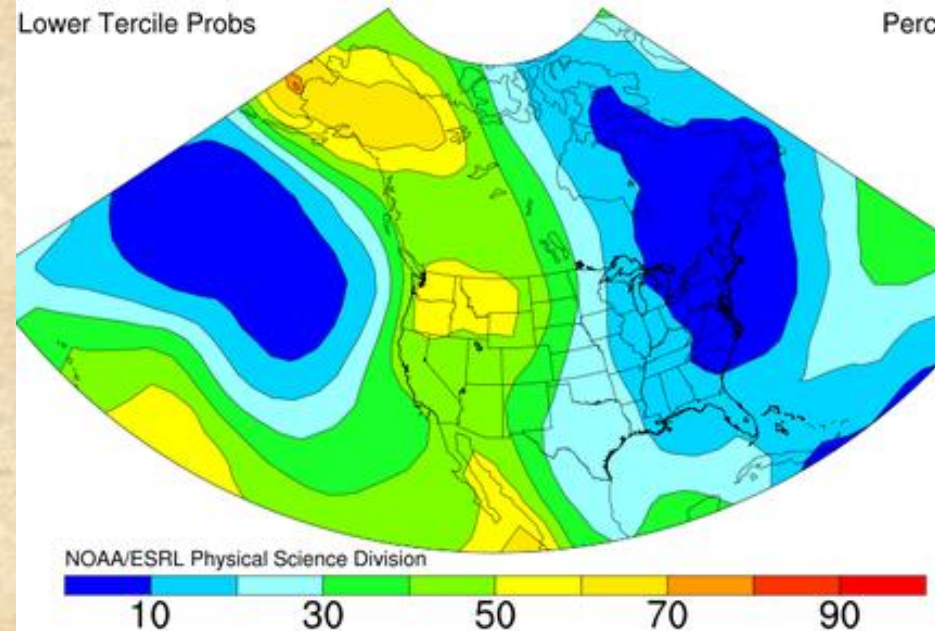 Lower Tercile Probs
Perc
NOAA/ESRL Physical Science Division
10 30 50 70 90